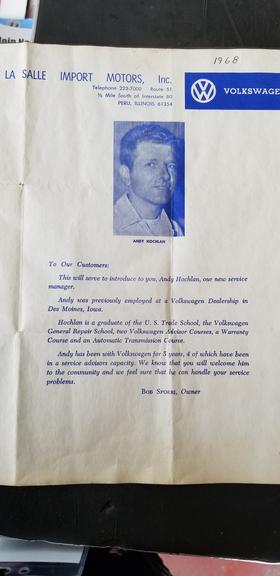 1968
LA SALLE IMPORT MOTORS, Inc.
Telephone 223-7000 Route 51
½ Mile South of Interstate 80
PERU, ILLINOIS 61354
VOLKSWAGEN
ANDY HOCHLAN
To Our Customers:
This will serve to introduce to you, Andy Hochlan, our new service
manager.
Andy was previously employed at a Volkswagen Dealership in
Des Moines, Iowa.
Hochlan is a graduate of the U. S. Trade School, the Volkswagen
General Repair School, two Volkswagen Advisor Courses, a Warranty
Course and an Automatic Transmission Course.
Andy has been with Volkswagen for 5 years, 4 of which have been
in a service advisors capacity. We know that you will welcome him
to the community and we feel sure that he can handle your service
problems.
Owner